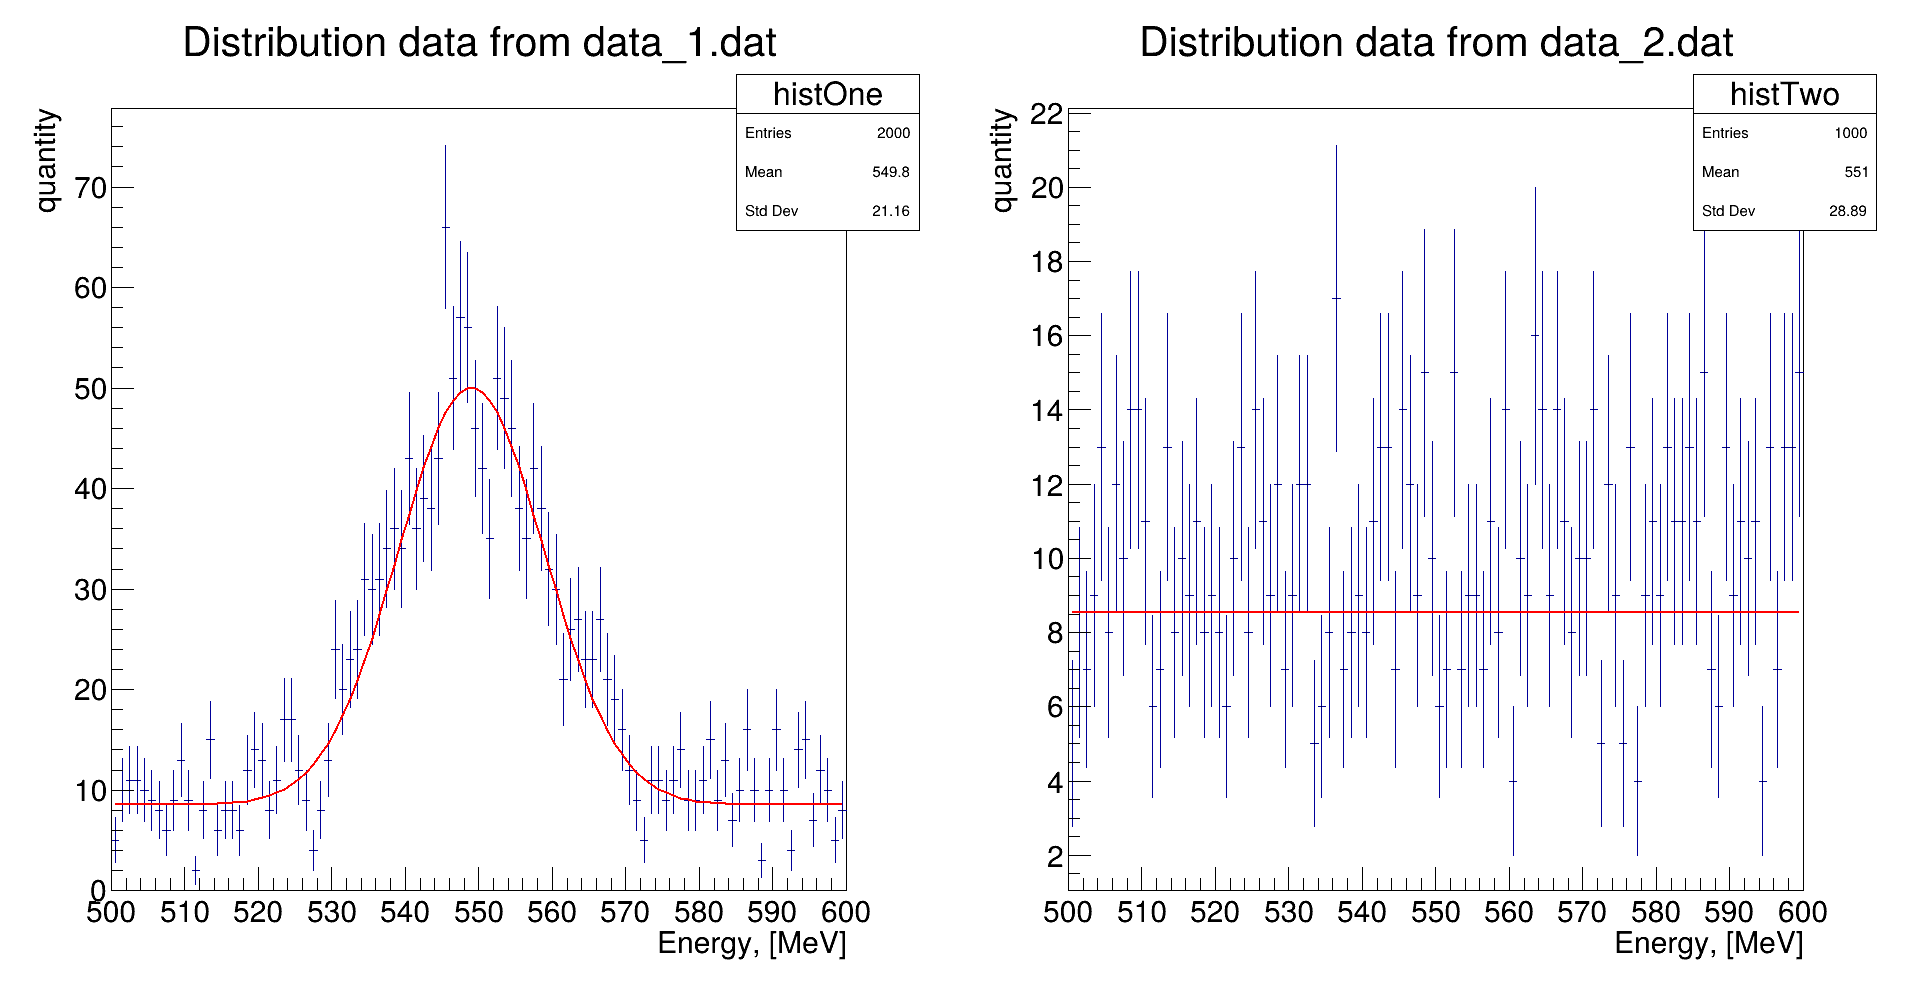 Distribution data from data_1.dat
histOne
Entries 2000
Mean 549.8
Std Dev 21.16
quantity
70
60
50
40
30
20
10
0
500 510 520 530 540 550 560 570 580 590 600
Energy, [MeV]
Distribution data from data_2.dat
histTwo
Entries 1000
Mean 551
Std Dev 28.89
quantity
22
20
18
16
14
12
10
8
6
4
2
500 510 520 530 540 550 560 570 580 590 600
Energy, [MeV]